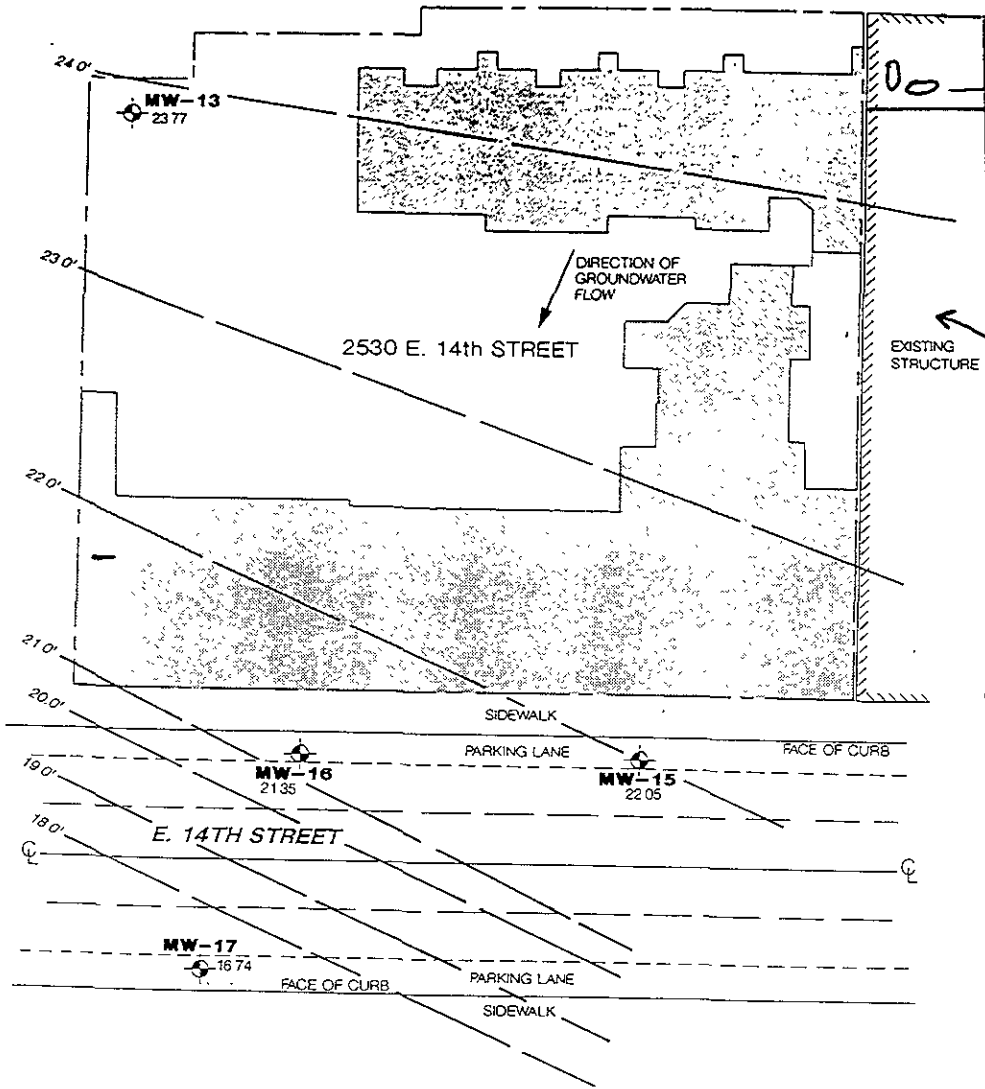 24 0'
MW-13
23 77
23 0'
DIRECTION OF
GROUNDWATER
FLOW
2530 E. 14th STREET
EXISTING
STRUCTURE
22 0'
21 0'
20.0'
19 0'
18 0'
SIDEWALK
PARKING LANE
FACE OF CURB
MW-16
21 35
MW-15
22 05
E. 14TH STREET
℄
℄
MW-17
16 74
FACE OF CURB
PARKING LANE
SIDEWALK